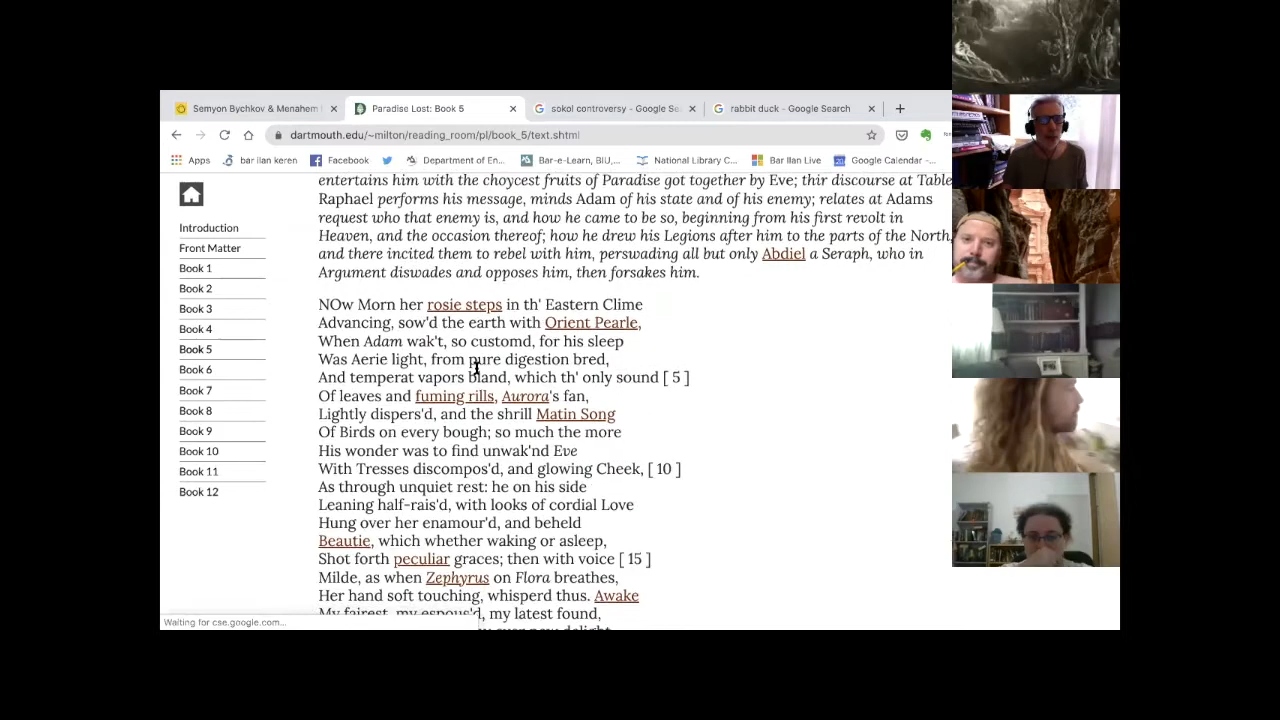 Semyon Bychkov & Menahem
Paradise Lost: Book 5
sokol controversy - Google Se
rabbit duck - Google Search
dartmouth.edu/~milton/reading_room/pl/book_5/text.shtml
Apps
bar ilan keren
Facebook
Department of En...
Bar-e-Learn, BIU,...
National Library C...
Bar Ilan Live
Google Calendar -...
Introduction
Front Matter
Book 1
Book 2
Book 3
Book 4
Book 5
Book 6
Book 7
Book 8
Book 9
Book 10
Book 11
Book 12
entertains him with the choycest fruits of Paradise got together by Eve; thir discourse at Table
Raphael performs his message, minds Adam of his state and of his enemy; relates at Adams
request who that enemy is, and how he came to be so, beginning from his first revolt in
Heaven, and the occasion thereof; how he drew his Legions after him to the parts of the North,
and there incited them to rebel with him, perswading all but only Abdiel a Seraph, who in
Argument diswades and opposes him, then forsakes him.
NOw Morn her rosie steps in th' Eastern Clime
Advancing, sow'd the earth with Orient Pearle,
When Adam wak't, so customd, for his sleep
Was Aerie light, from pure digestion bred,
And temperat vapors bland, which th' only sound [ 5 ]
Of leaves and fuming rills, Aurora's fan,
Lightly dispers'd, and the shrill Matin Song
Of Birds on every bough; so much the more
His wonder was to find unwak'nd Eve
With Tresses discompos'd, and glowing Cheek, [ 10 ]
As through unquiet rest: he on his side
Leaning half-rais'd, with looks of cordial Love
Hung over her enamour'd, and beheld
Beautie, which whether waking or asleep,
Shot forth peculiar graces; then with voice [ 15 ]
Milde, as when Zephyrus on Flora breathes,
Her hand soft touching, whisperd thus. Awake
My fairest, my espous'd, my latest found,
Waiting for cse.google.com...